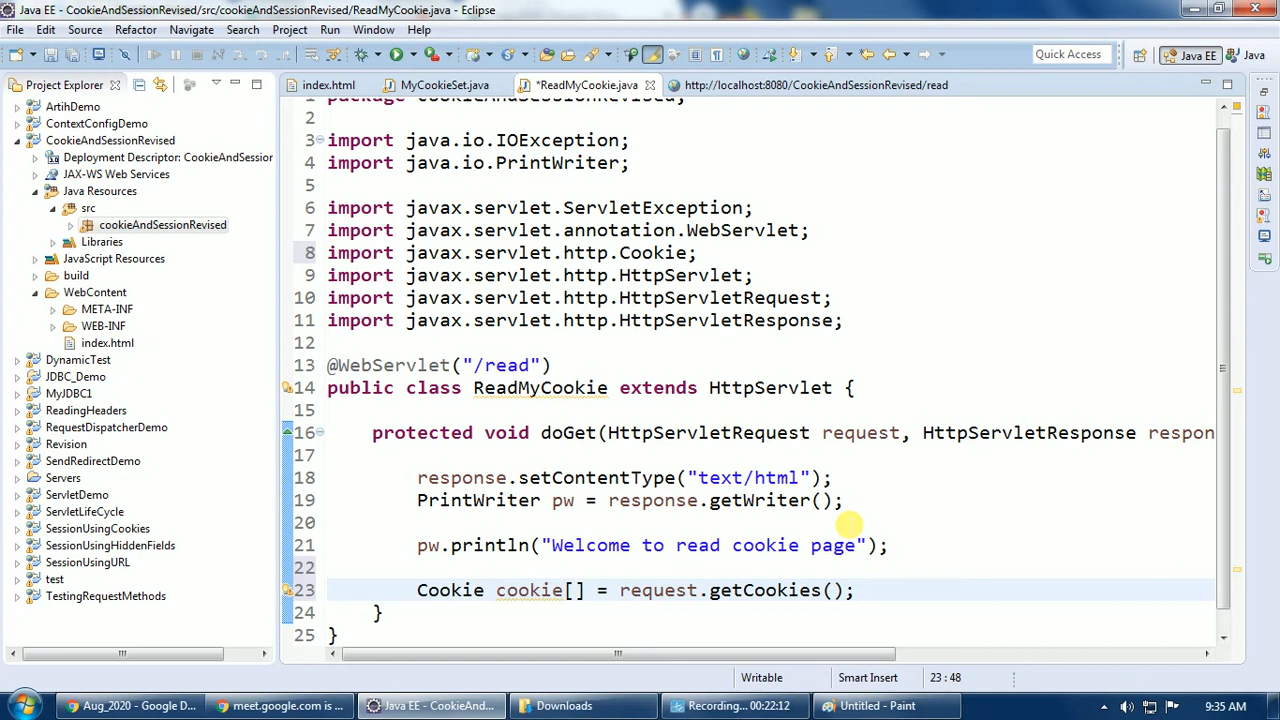 Java EE - CookieAndSessionRevised/src/cookieAndSessionRevised/ReadMyCookie.java - Eclipse
File Edit Source Refactor Navigate Search Project Run Window Help
Quick Access
Java EE
Java
Project Explorer
index.html
MyCookieSet.java
*ReadMyCookie.java
http://localhost:8080/CookieAndSessionRevised/read
ArtihDemo
ContextConfigDemo
CookieAndSessionRevised
Deployment Descriptor: CookieAndSession
JAX-WS Web Services
Java Resources
src
cookieAndSessionRevised
Libraries
JavaScript Resources
build
WebContent
META-INF
WEB-INF
index.html
DynamicTest
JDBC_Demo
MyJDBC1
ReadingHeaders
RequestDispatcherDemo
Revision
SendRedirectDemo
Servers
ServletDemo
ServletLifeCycle
SessionUsingCookies
SessionUsingHiddenFields
SessionUsingURL
test
TestingRequestMethods
1 package cookieAndSessionRevised;
2
3 import java.io.IOException;
4 import java.io.PrintWriter;
5
6 import javax.servlet.ServletException;
7 import javax.servlet.annotation.WebServlet;
8 import javax.servlet.http.Cookie;
9 import javax.servlet.http.HttpServlet;
10 import javax.servlet.http.HttpServletRequest;
11 import javax.servlet.http.HttpServletResponse;
12
13 @WebServlet("/read")
14 public class ReadMyCookie extends HttpServlet {
15
16 protected void doGet(HttpServletRequest request, HttpServletResponse respon
17
18 response.setContentType("text/html");
19 PrintWriter pw = response.getWriter();
20
21 pw.println("Welcome to read cookie page");
22
23 Cookie cookie[] = request.getCookies();
24 }
25 }
Writable
Smart Insert
23 : 48
Aug_2020 - Google D...
meet.google.com is ...
Java EE - CookieAnd...
Downloads
Recording... 00:22:12
Untitled - Paint
9:35 AM